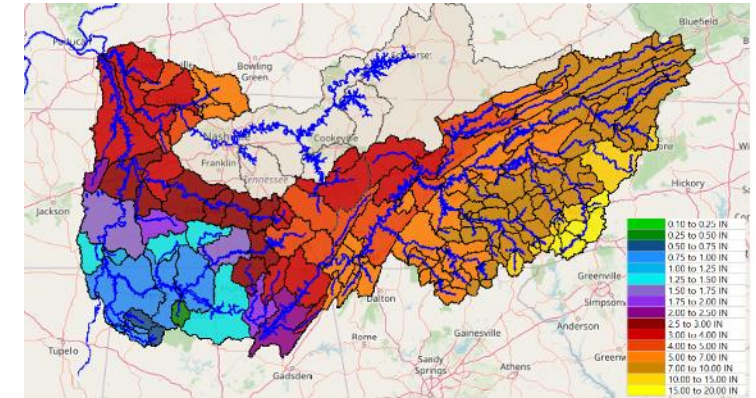 Bluefield
Paducah
Bowling
Green
Somerset
Nashville
Cookeville
Franklin
Tennessee
Hickory
Jackson
0.10 to 0.25 IN
0.25 to 0.50 IN
0.50 to 0.75 IN
0.75 to 1.00 IN
1.00 to 1.25 IN
1.25 to 1.50 IN
1.50 to 1.75 IN
1.75 to 2.00 IN
2.00 to 2.50 IN
2.5 to 3.00 IN
3.00 to 4.00 IN
4.00 to 5.00 IN
5.00 to 7.00 IN
7.00 to 10.00 IN
10.00 to 15.00 IN
15.00 to 20.00 IN
Greenville
Dalton
Simpson
Anderson
Tupelo
Rome
Gainesville
Greenw
Sandy
Springs
Athens
Gadsden